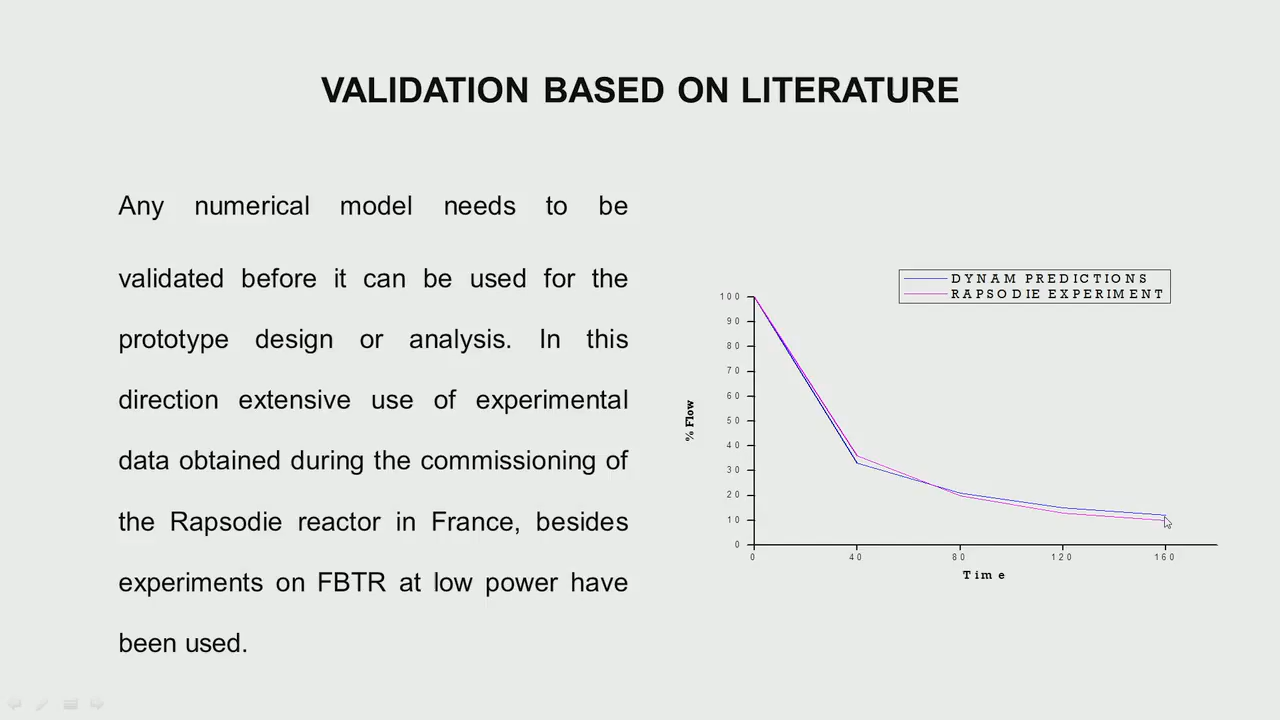 VALIDATION BASED ON LITERATURE
Any numerical model needs to be
validated before it can be used for the
prototype design or analysis. In this
direction extensive use of experimental
data obtained during the commissioning of
the Rapsodie reactor in France, besides
experiments on FBTR at low power have
been used.
DYNAM PREDICTIONS
RAPSODIE EXPERIMENT
100
90
80
70
60
50
40
30
20
10
0
% Flow
0 40 80 120 160
Time